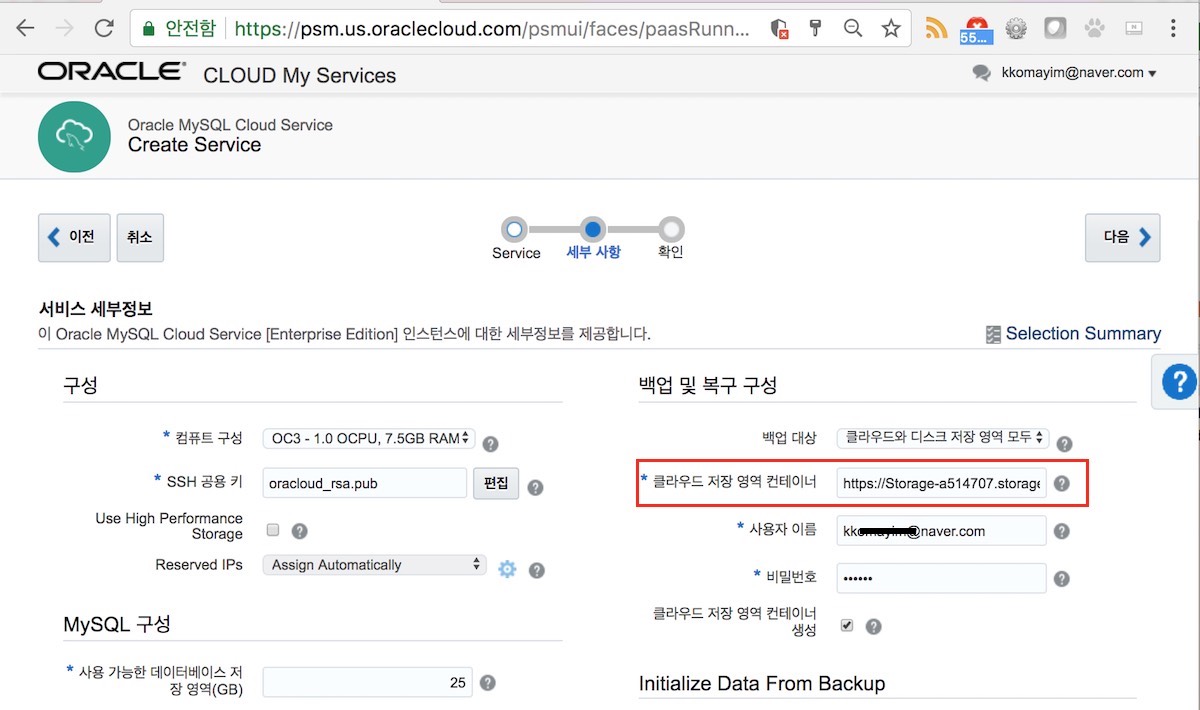 안전함 https://psm.us.oraclecloud.com/psmui/faces/paasRunn...
55...
ORACLE® CLOUD My Services
kkomayim@naver.com
Oracle MySQL Cloud Service
Create Service
이전
취소
Service
세부 사항
확인
다음
서비스 세부정보
이 Oracle MySQL Cloud Service [Enterprise Edition] 인스턴스에 대한 세부정보를 제공합니다.
Selection Summary
?
구성
* 컴퓨트 구성 OC3 - 1.0 OCPU, 7.5GB RAM ?
* SSH 공용 키 oracloud_rsa.pub 편집 ?
Use High Performance
Storage ?
Reserved IPs Assign Automatically ?
MySQL 구성
* 사용 가능한 데이터베이스 저
장 영역(GB) 25 ?
백업 및 복구 구성
백업 대상 클라우드와 디스크 저장 영역 모두 ?
* 클라우드 저장 영역 컨테이너 https://Storage-a514707.storage ?
* 사용자 이름 kk @naver.com ?
* 비밀번호 •••••• ?
클라우드 저장 영역 컨테이너
생성 ?
Initialize Data From Backup